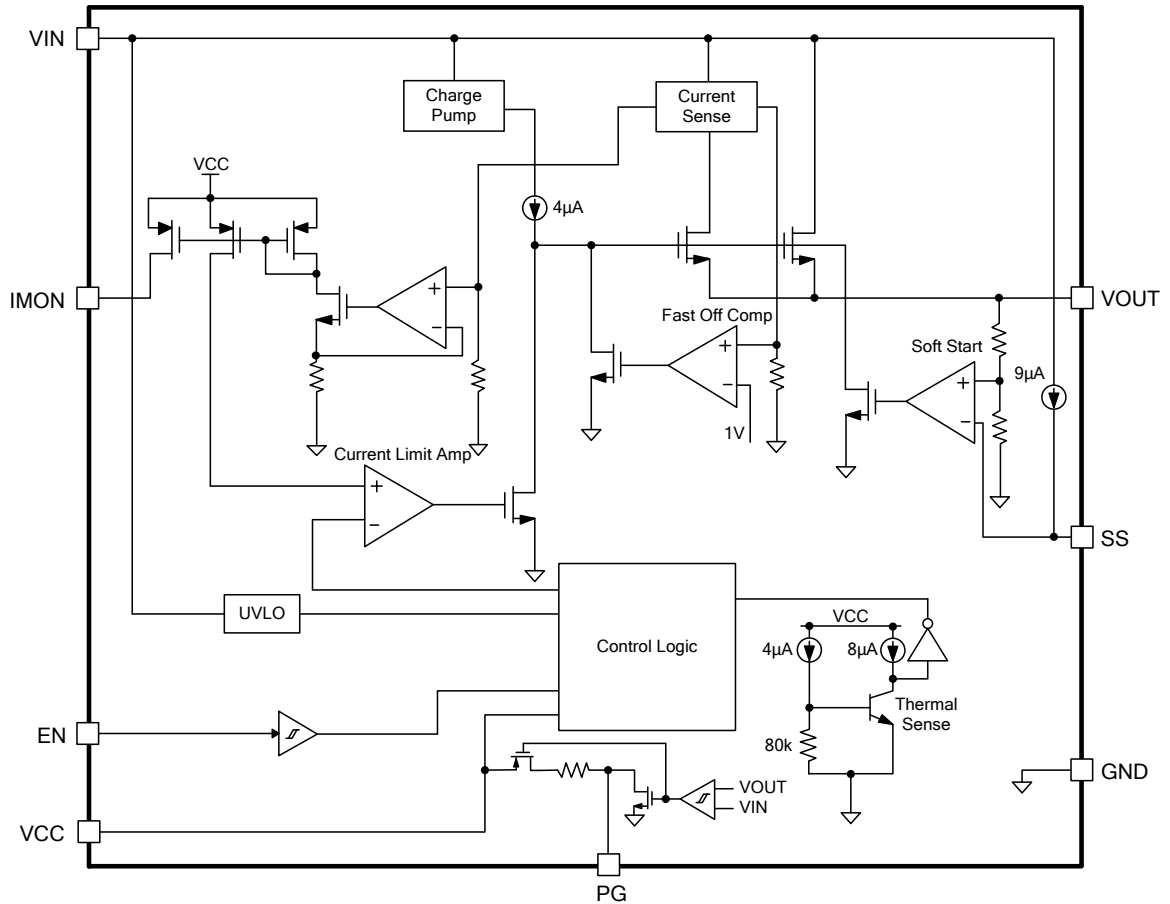 VIN
Charge
Pump
Current
Sense
VCC
4µA
IMON
VOUT
Fast Off Comp
+
−
+
−
1V
Soft Start
+
−
9µA
Current Limit Amp
+
−
SS
UVLO
Control Logic
VCC
4µA
8µA
Thermal
Sense
80k
EN
VOUT
VIN
GND
VCC
PG